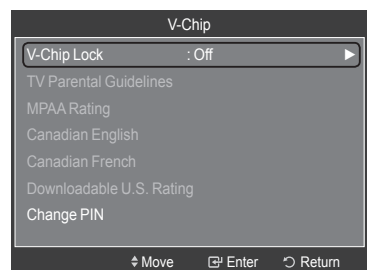 V-Chip
V-Chip Lock : Off
TV Parental Guidelines
MPAA Rating
Canadian English
Canadian French
Downloadable U.S. Rating
Change PIN
Move Enter Return